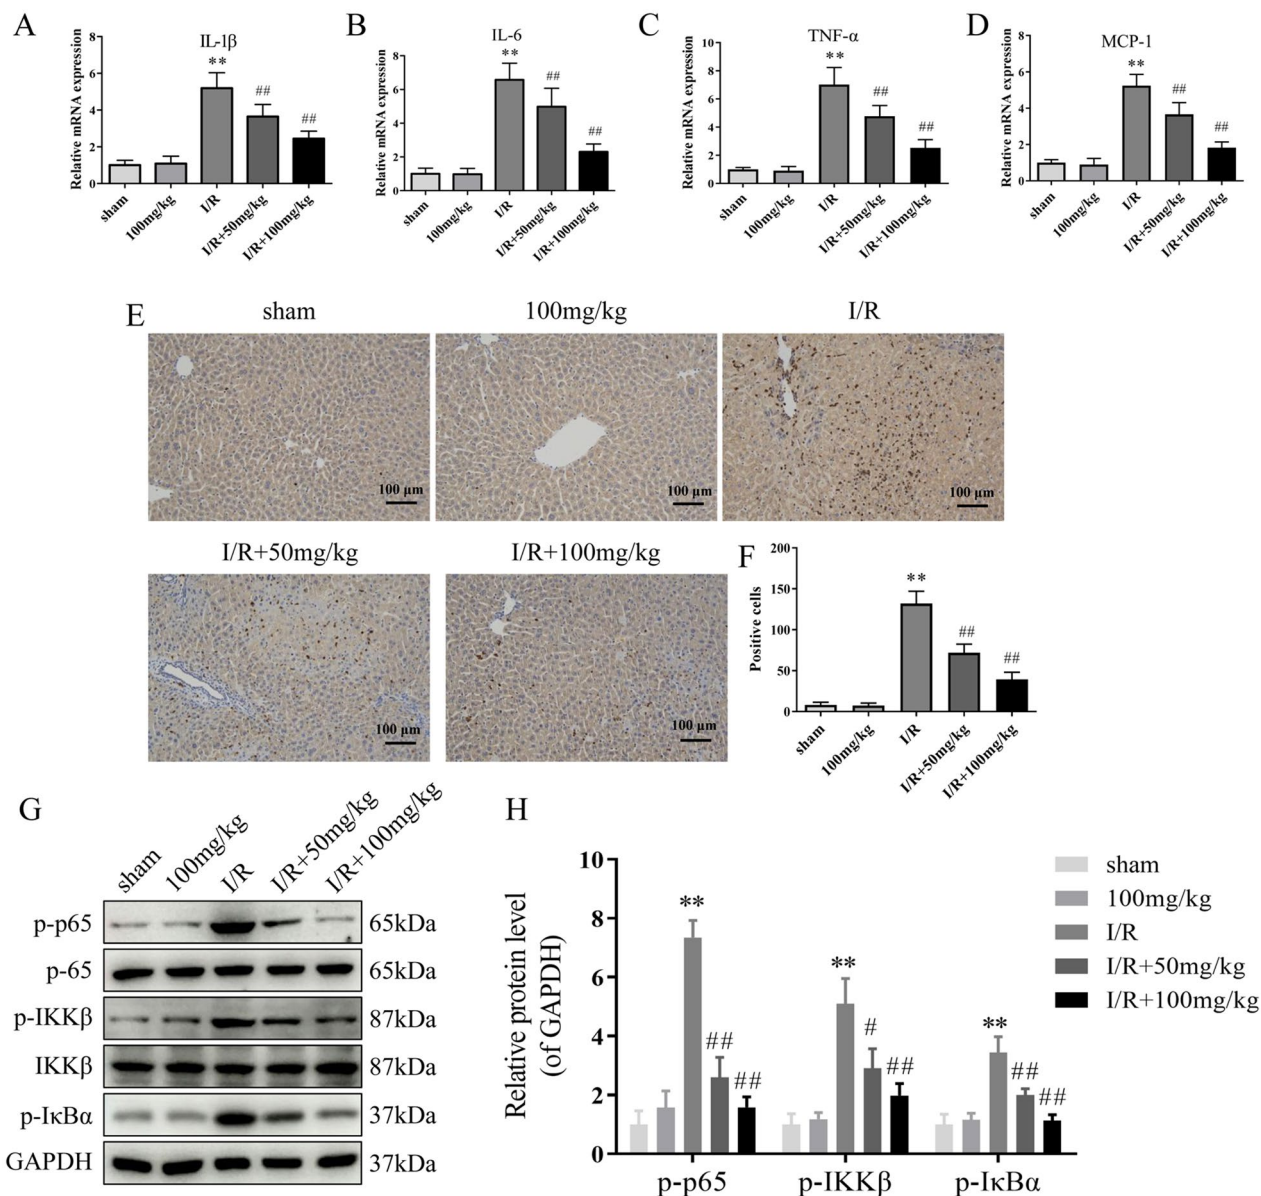 A
IL-1β
Relative mRNA expression
8
6
4
2
0
**
##
##
sham
100mg/kg
I/R
I/R+50mg/kg
I/R+100mg/kg
B
IL-6
Relative mRNA expression
8
6
4
2
0
**
##
##
sham
100mg/kg
I/R
I/R+50mg/kg
I/R+100mg/kg
C
TNF-α
Relative mRNA expression
10
8
6
4
2
0
**
##
##
sham
100mg/kg
I/R
I/R+50mg/kg
I/R+100mg/kg
D
MCP-1
Relative mRNA expression
8
6
4
2
0
**
##
##
sham
100mg/kg
I/R
I/R+50mg/kg
I/R+100mg/kg
E
sham
100mg/kg
I/R
100 µm
100 µm
100 µm
I/R+50mg/kg
I/R+100mg/kg
100 µm
100 µm
F
Positive cells
200
150
100
50
0
**
##
##
sham
100mg/kg
I/R
I/R+50mg/kg
I/R+100mg/kg
G
sham
100mg/kg
I/R
I/R+50mg/kg
I/R+100mg/kg
p-p65 65kDa
p-65 65kDa
p-IKKβ 87kDa
IKKβ 87kDa
p-IκBα 37kDa
GAPDH 37kDa
H
Relative protein level
(of GAPDH)
10
8
6
4
2
0
**
##
##
**
#
##
**
##
##
p-p65
p-IKKβ
p-IκBα
sham
100mg/kg
I/R
I/R+50mg/kg
I/R+100mg/kg